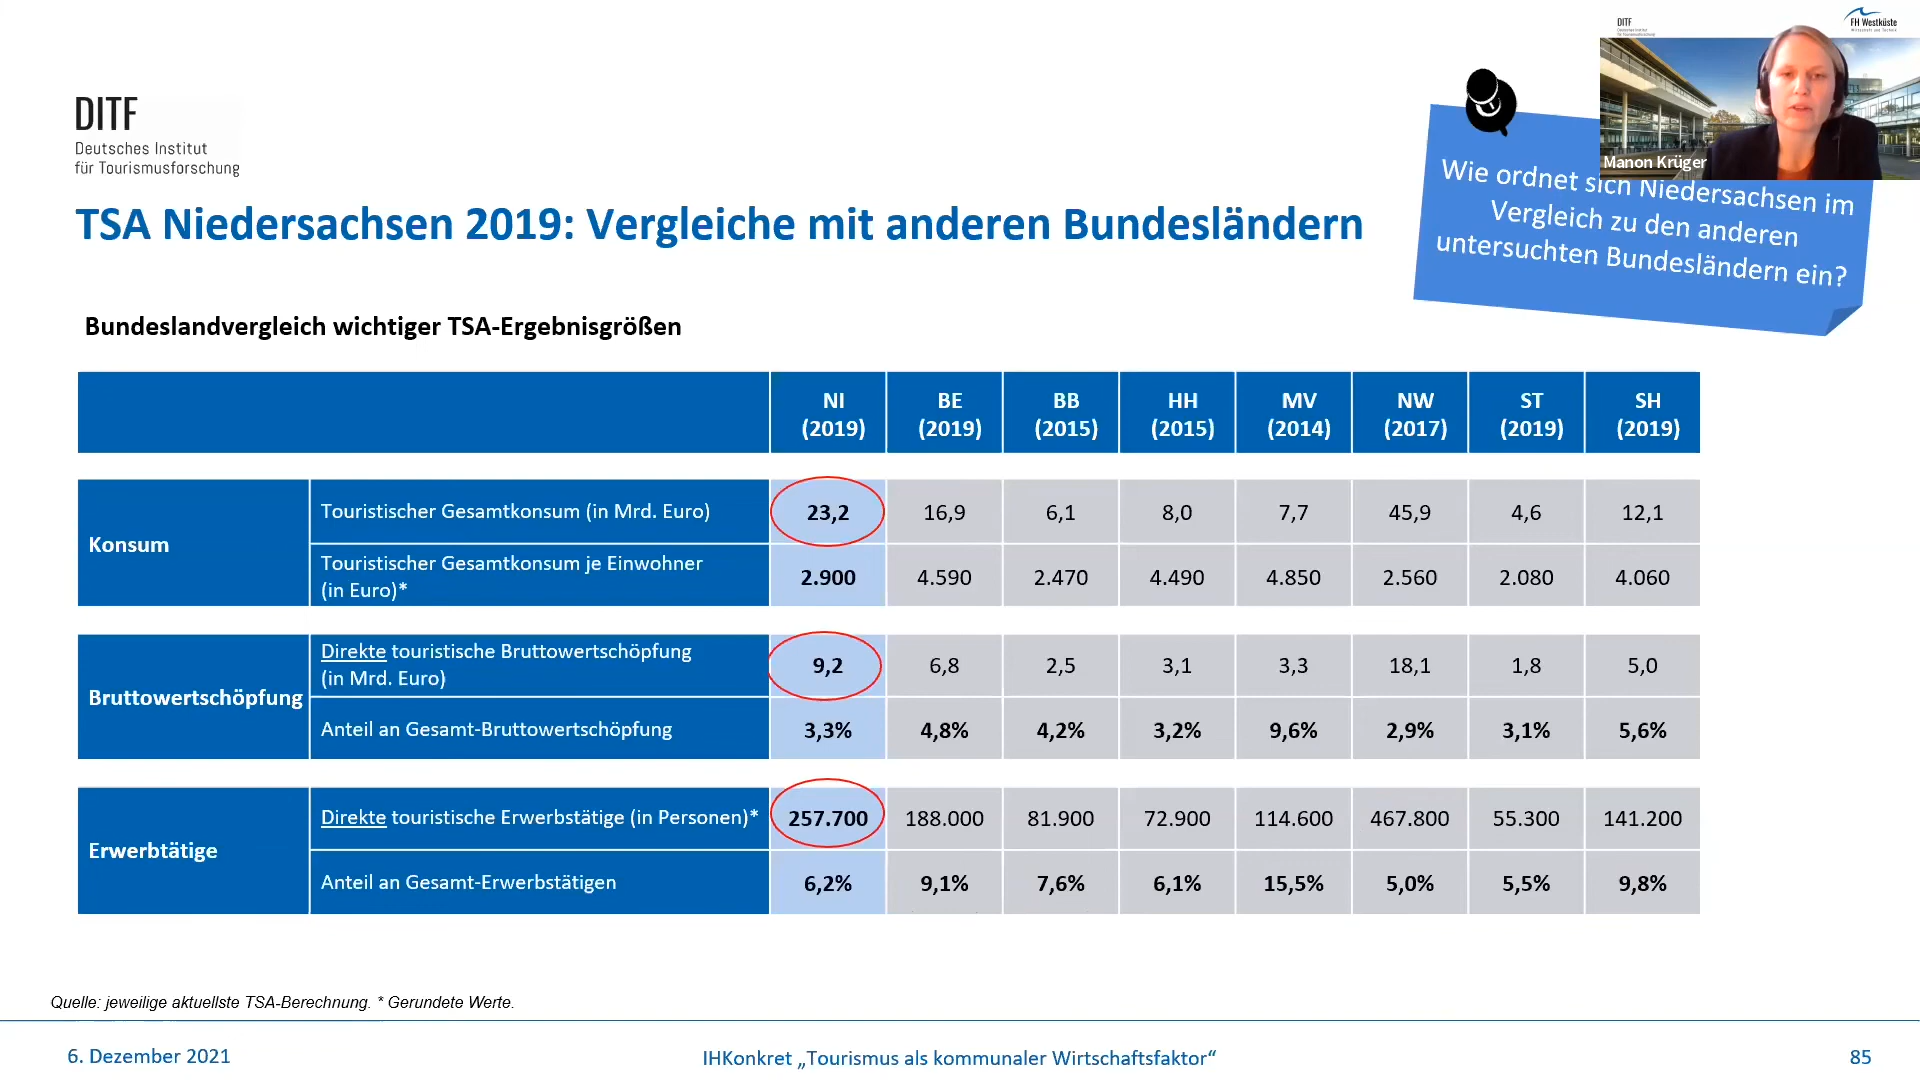 DITF
FH Westküste
Manon Krüger
DITF
Deutsches Institut
für Tourismusforschung
Wie ordnet sich Niedersachsen im
Vergleich zu den anderen
untersuchten Bundesländern ein?
TSA Niedersachsen 2019: Vergleiche mit anderen Bundesländern
Bundeslandvergleich wichtiger TSA-Ergebnisgrößen
NI BE BB HH MV NW ST SH
(2019) (2019) (2015) (2015) (2014) (2017) (2019) (2019)
Konsum
Touristischer Gesamtkonsum (in Mrd. Euro) 23,2 16,9 6,1 8,0 7,7 45,9 4,6 12,1
Touristischer Gesamtkonsum je Einwohner
(in Euro)* 2.900 4.590 2.470 4.490 4.850 2.560 2.080 4.060
Bruttowertschöpfung
Direkte touristische Bruttowertschöpfung
(in Mrd. Euro) 9,2 6,8 2,5 3,1 3,3 18,1 1,8 5,0
Anteil an Gesamt-Bruttowertschöpfung 3,3% 4,8% 4,2% 3,2% 9,6% 2,9% 3,1% 5,6%
Erwerbtätige
Direkte touristische Erwerbstätige (in Personen)* 257.700 188.000 81.900 72.900 114.600 467.800 55.300 141.200
Anteil an Gesamt-Erwerbstätigen 6,2% 9,1% 7,6% 6,1% 15,5% 5,0% 5,5% 9,8%
Quelle: jeweilige aktuellste TSA-Berechnung. * Gerundete Werte.
6. Dezember 2021
IHKonkret „Tourismus als kommunaler Wirtschaftsfaktor“
85